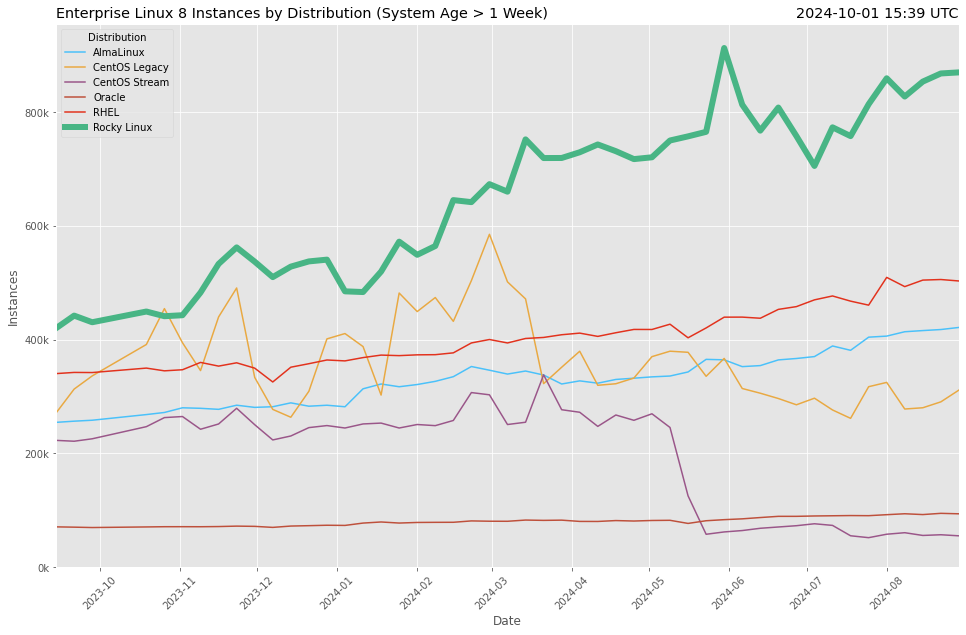 Enterprise Linux 8 Instances by Distribution (System Age > 1 Week)
2024-10-01 15:39 UTC
Distribution
AlmaLinux
CentOS Legacy
CentOS Stream
Oracle
RHEL
Rocky Linux
Instances
800k
600k
400k
200k
0k
2023-10
2023-11
2023-12
2024-01
2024-02
2024-03
2024-04
2024-05
2024-06
2024-07
2024-08
Date